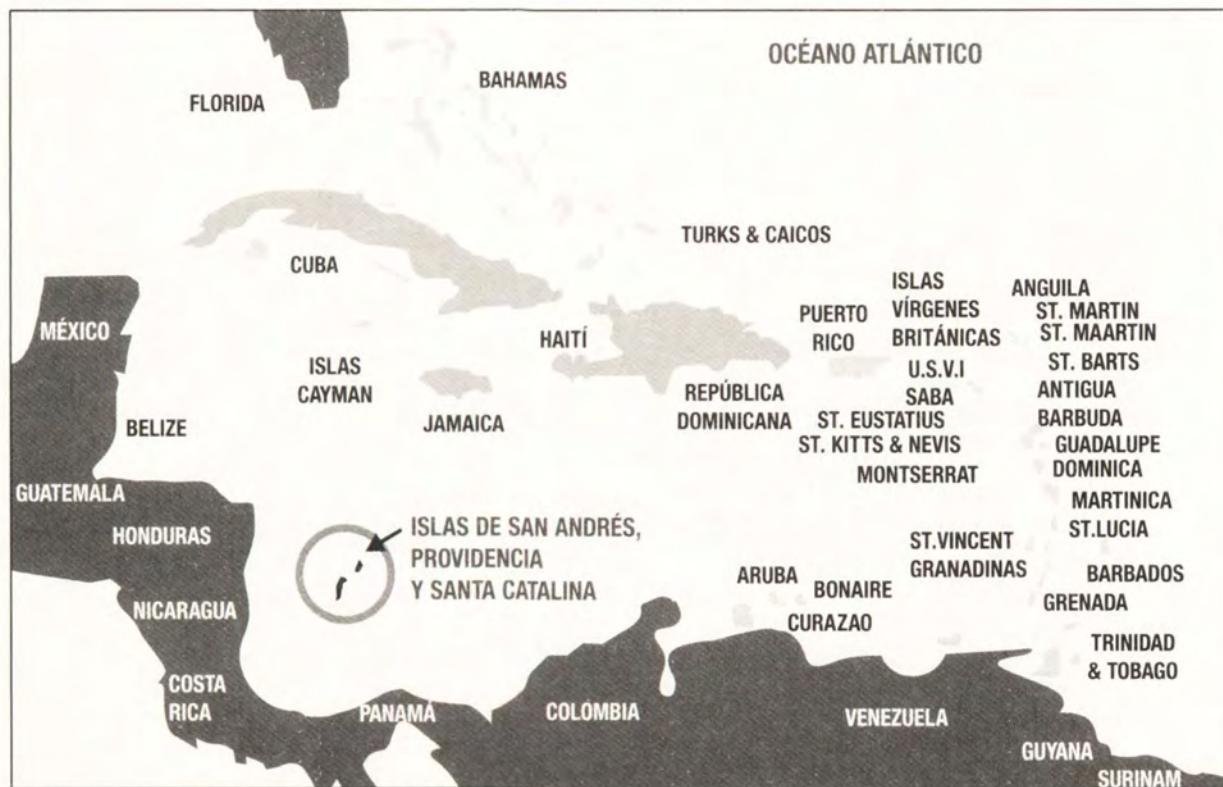 OCÉANO ATLÁNTICO
BAHAMAS
FLORIDA
TURKS & CAICOS
CUBA
ISLAS
VÍRGENES
BRITÁNICAS
ANGUILA
ST. MARTIN
ST. MAARTIN
PUERTO
RICO
MÉXICO
HAITÍ
ISLAS
CAYMAN
U.S.V.I
SABA
ST. BARTS
ANTIGUA
REPÚBLICA
DOMINICANA
JAMAICA
BELIZE
ST. EUSTATIUS
ST. KITTS & NEVIS
MONTSERRAT
BARBUDA
GUADALUPE
DOMINICA
MARTINICA
ST.LUCIA
GUATEMALA
HONDURAS
ISLAS DE SAN ANDRÉS,
PROVIDENCIA
Y SANTA CATALINA
ST.VINCENT
GRANADINAS
ARUBA
BONAIRE
CURAZAO
BARBADOS
GRENADA
NICARAGUA
TRINIDAD
& TOBAGO
COSTA
RICA
PANAMÁ
COLÓMBIA
VENEZUELA
GUYANA
SURINAM